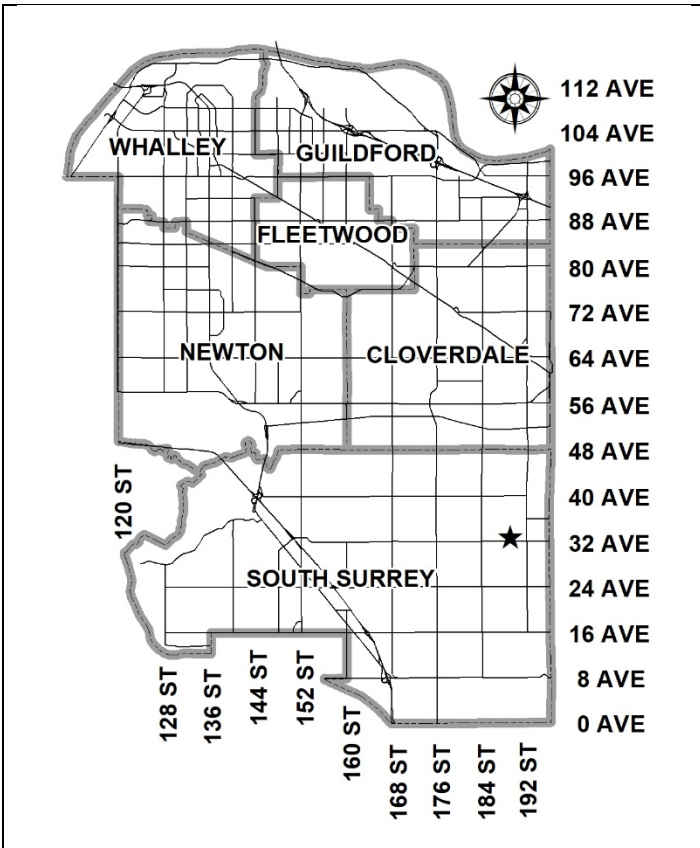 112 AVE
104 AVE
WHALLEY
GUILDFORD
96 AVE
88 AVE
FLEETWOOD
80 AVE
72 AVE
NEWTON
CLOVERDALE
64 AVE
56 AVE
48 AVE
120 ST
40 AVE
32 AVE
SOUTH SURREY
24 AVE
16 AVE
8 AVE
0 AVE
128 ST
136 ST
144 ST
152 ST
160 ST
168 ST
176 ST
184 ST
192 ST